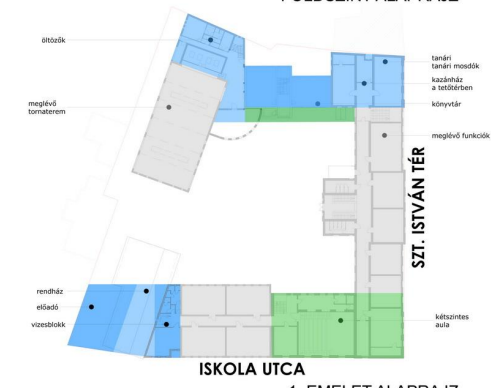 öltözők
tanári
tanári mosdók
kazánház
a tetőtérben
könyvtár
meglévő
tornaterem
meglévő funkciók
SZT. ISTVÁN TÉR
rendház
előadó
vizesblokk
kétszintes
aula
ISKOLA UTCA